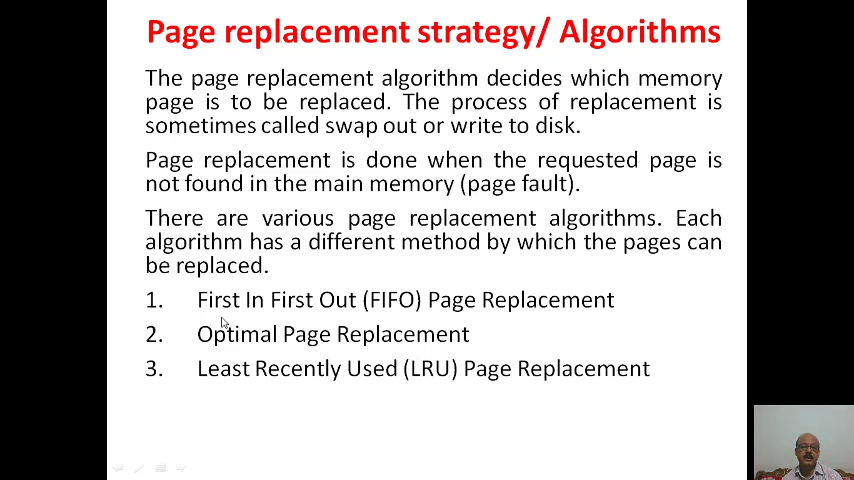 Page replacement strategy/ Algorithms
The page replacement algorithm decides which memory
page is to be replaced. The process of replacement is
sometimes called swap out or write to disk.
Page replacement is done when the requested page is
not found in the main memory (page fault).
There are various page replacement algorithms. Each
algorithm has a different method by which the pages can
be replaced.
1. First In First Out (FIFO) Page Replacement
2. Optimal Page Replacement
3. Least Recently Used (LRU) Page Replacement